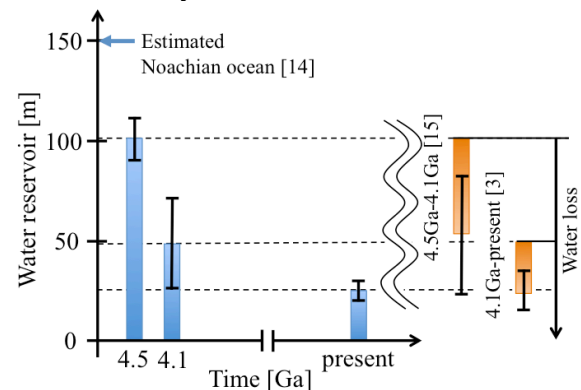 150
Estimated
Noachian ocean [14]
Water reservoir [m]
100
50
0
4.5 4.1
present
Time [Ga]
4.5Ga-4.1Ga [15]
4.1Ga-present [3]
Water loss